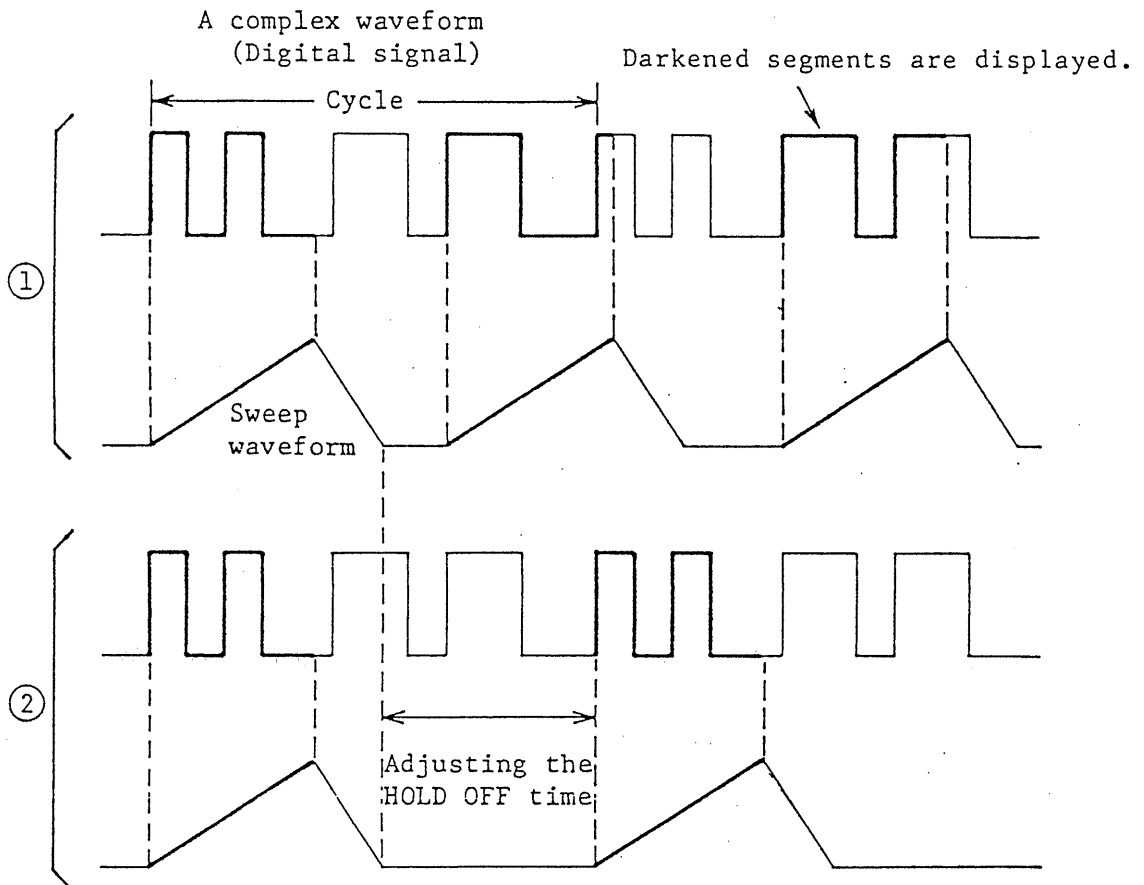 A complex waveform
(Digital signal)
Darkened segments are displayed.
Cycle
①
Sweep
waveform
②
Adjusting the
HOLD OFF time